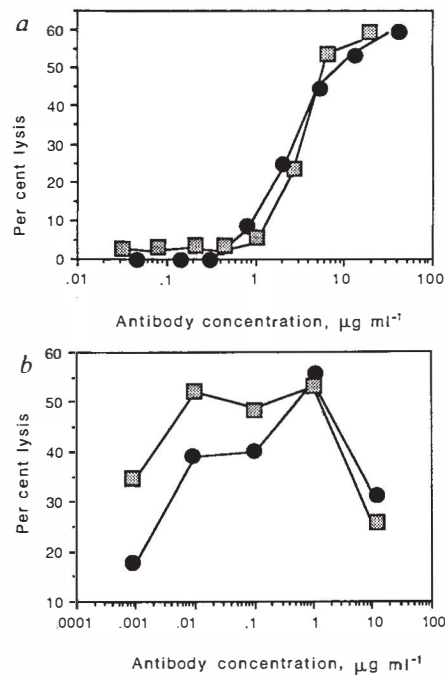 a
60
50
40
30
20
10
0
Per cent lysis
.01 .1 1 10 100
Antibody concentration, µg ml⁻¹
b
60
50
40
30
20
10
Per cent lysis
.0001 .001 .01 .1 1 10 100
Antibody concentration, µg ml⁻¹